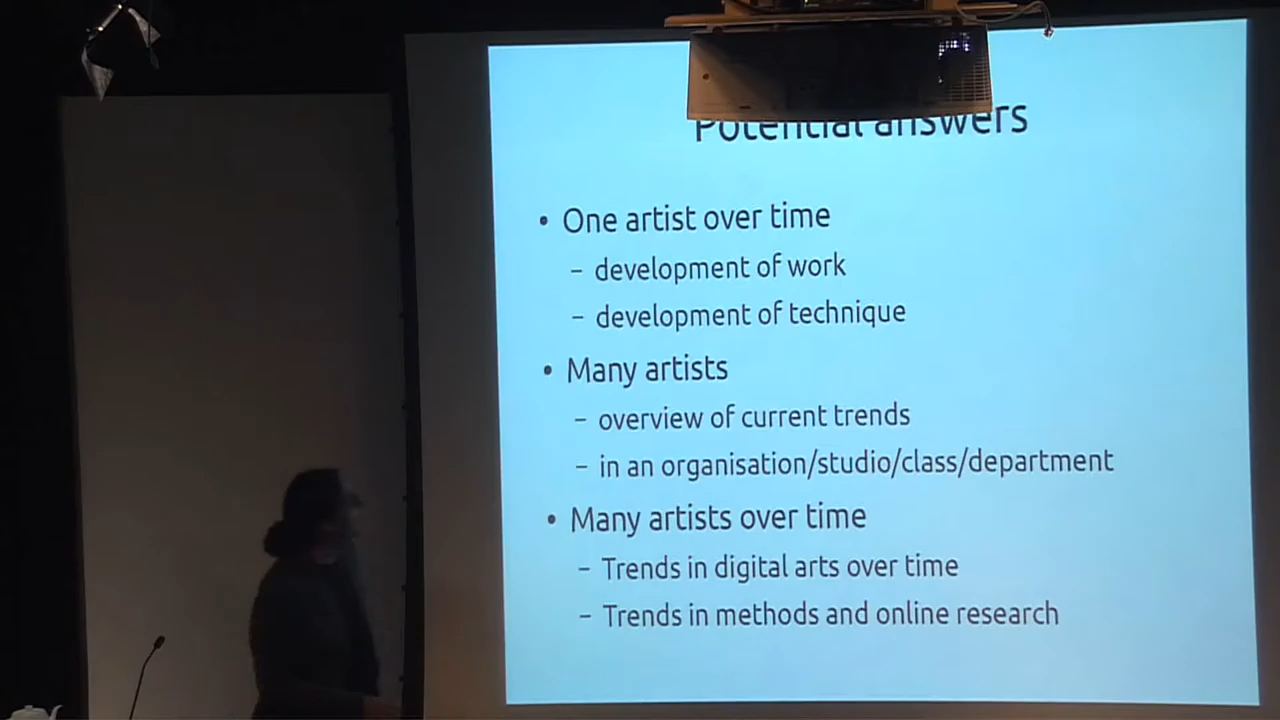 Potential answers
• One artist over time
– development of work
– development of technique
• Many artists
– overview of current trends
– in an organisation/studio/class/department
• Many artists over time
– Trends in digital arts over time
– Trends in methods and online research